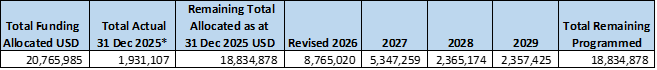 Total Funding Allocated USD	Total Actual 31 Dec 2025*	Remaining Total Allocated as at 31 Dec 2025 USD	Revised 2026	2027	2028	2029	Total Remaining Programmed
20,765,985	1,931,107	18,834,878	8,765,020	5,347,259	2,365,174	2,357,425	18,834,878